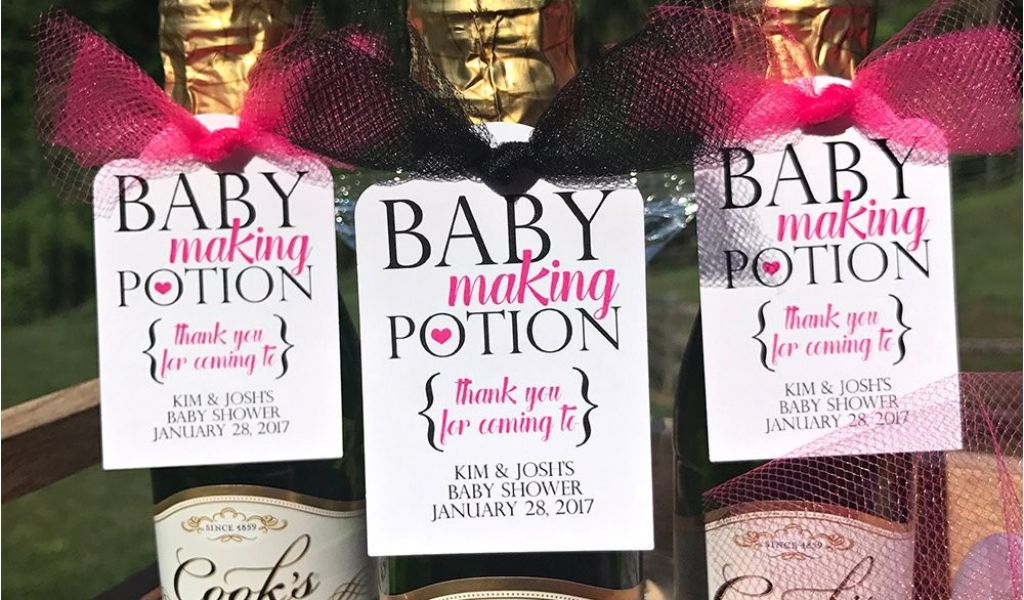 BABY
making
POTION
thank you
for coming to
KIM & JOSH'S
BABY SHOWER
JANUARY 28, 2017
BABY
making
POTION
thank you
for coming to
KIM & JOSH'S
BABY SHOWER
JANUARY 28, 2017
BABY
making
POTION
thank you
for coming to
KIM & JOSH'S
BABY SHOWER
JANUARY 28, 2017
SINCE 1859
Cook's
SINCE 1859